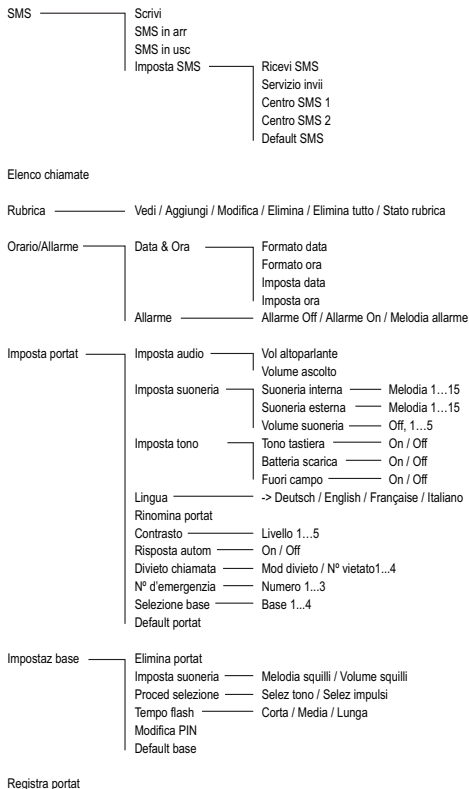 SMS Scrivi
SMS in arr
SMS in usc
Imposta SMS Ricevi SMS
Servizio invii
Centro SMS 1
Centro SMS 2
Default SMS
Elenco chiamate
Rubrica Vedi / Aggiungi / Modifica / Elimina / Elimina tutto / Stato rubrica
Orario/Allarme Data & Ora Formato data
Formato ora
Imposta data
Imposta ora
Allarme Allarme Off / Allarme On / Melodia allarme
Imposta portat Imposta audio Vol altoparlante
Volume ascolto
Imposta suoneria Suoneria interna Melodia 1…15
Suoneria esterna Melodia 1…15
Volume suoneria Off, 1…5
Imposta tono Tono tastiera On / Off
Batteria scarica On / Off
Fuori campo On / Off
Lingua -> Deutsch / English / Française / Italiano
Rinomina portat
Contrasto Livello 1…5
Risposta autom On / Off
Divieto chiamata Mod divieto / Nº vietato1...4
Nº d'emergenzia Numero 1...3
Selezione base Base 1...4
Default portat
Impostaz base Elimina portat
Imposta suoneria Melodia squilli / Volume squilli
Proced selezione Selez tono / Selez impulsi
Tempo flash Corta / Media / Lunga
Modifica PIN
Default base
Registra portat